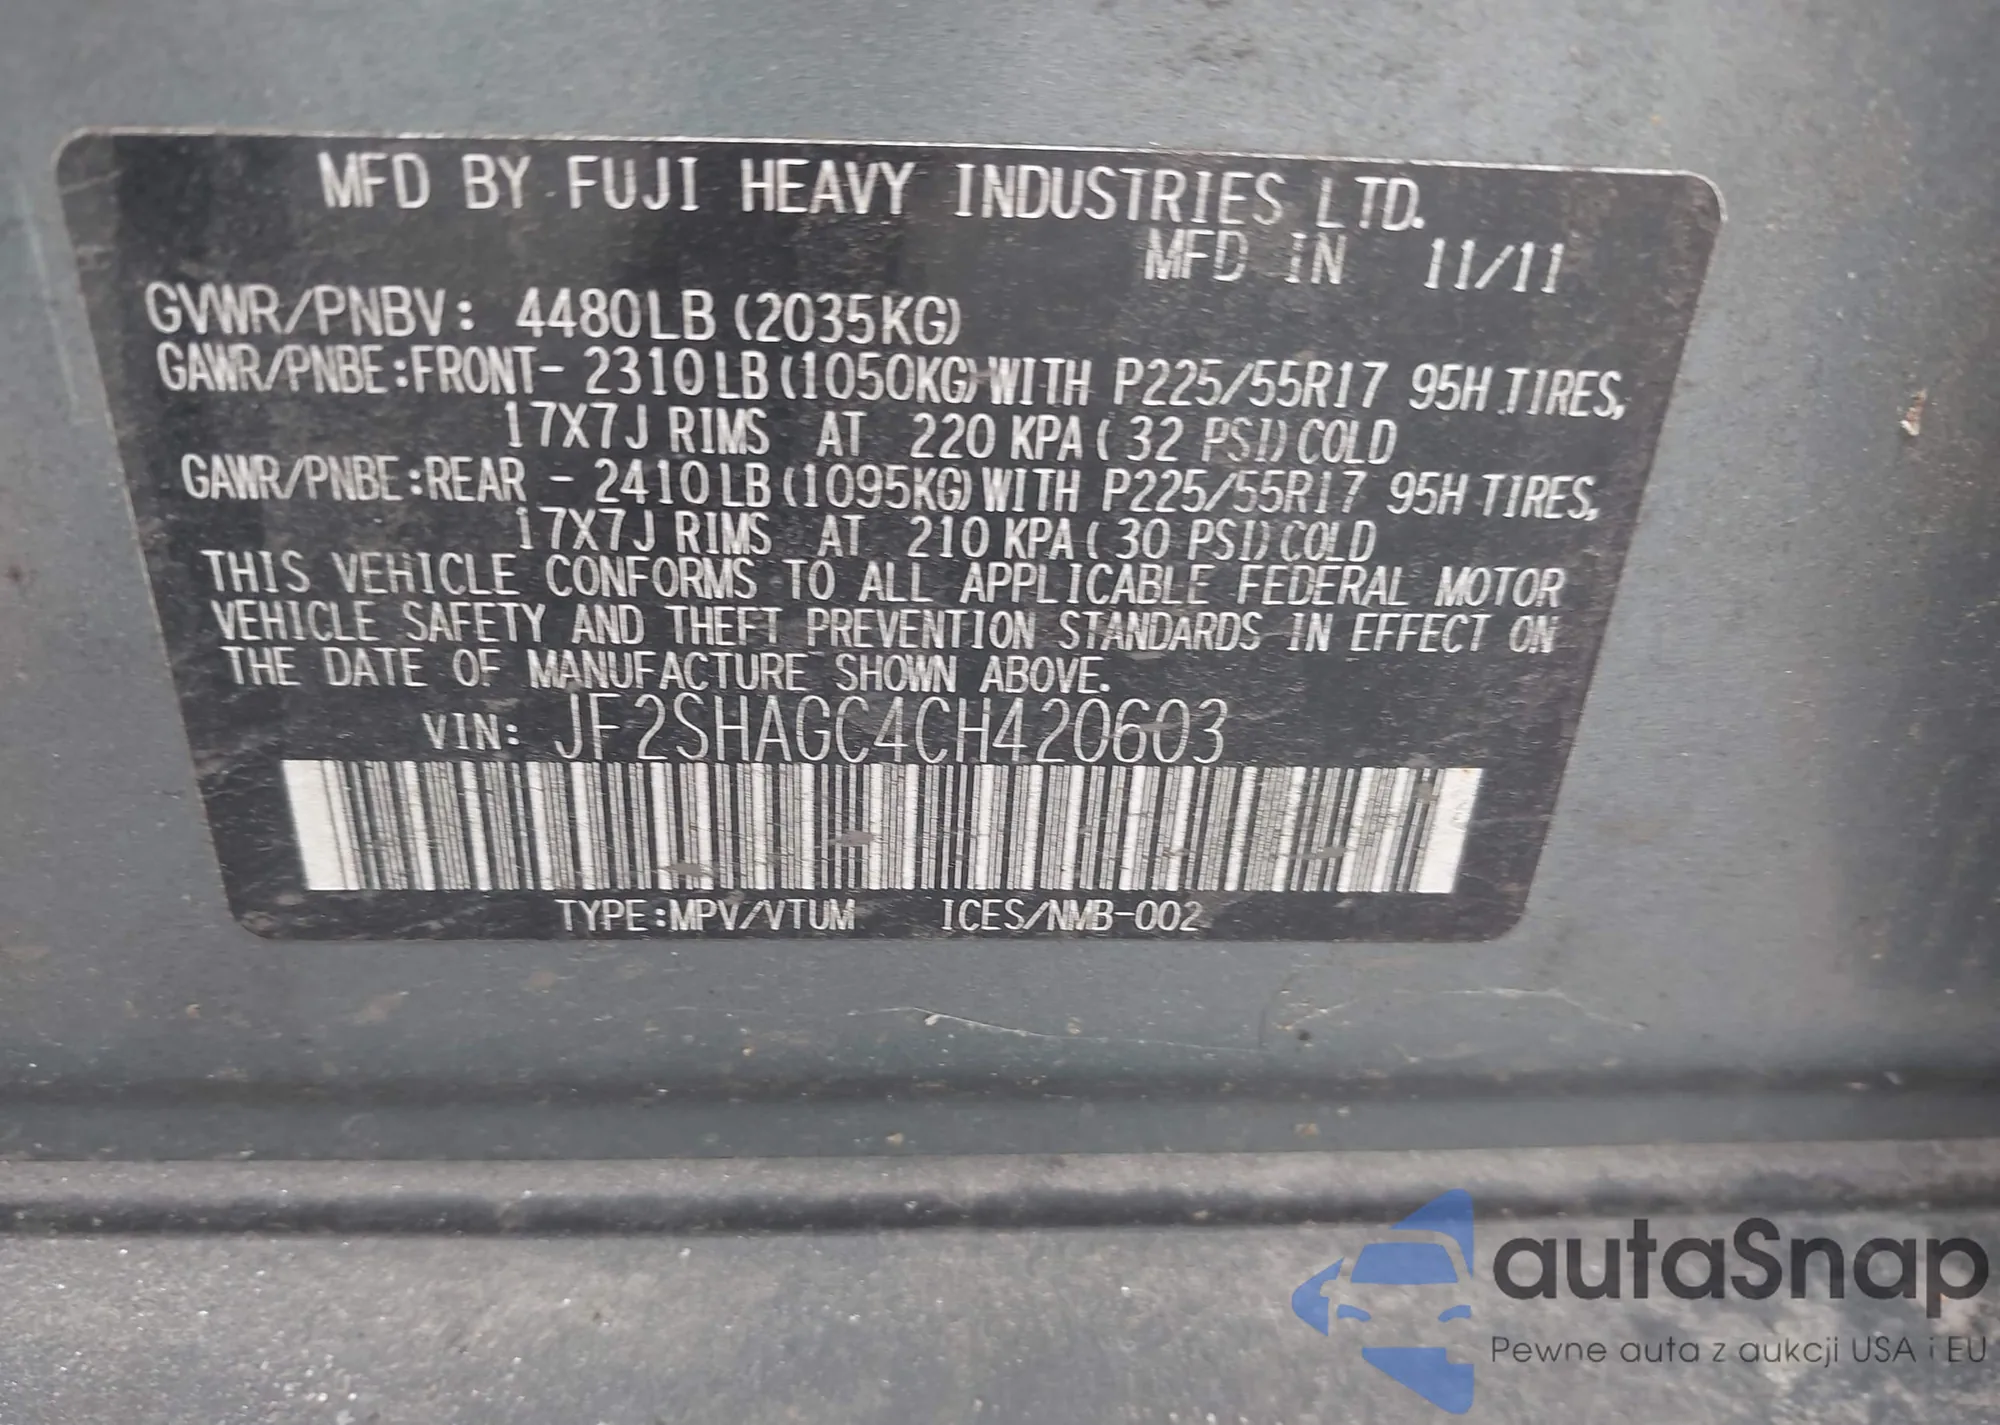 MFD BY FUJI HEAVY INDUSTRIES LTD.
MFD IN 11/11
GVWR/PNBV: 4480LB (2035KG)
GAWR/PNBE:FRONT- 2310LB(1050KG)WITH P225/55R17 95H TIRES,
17X7J RIMS AT 220 KPA( 32 PSI)COLD
GAWR/PNBE:REAR - 2410LB(1095KG)WITH P225/55R17 95H TIRES,
17X7J RIMS AT 210 KPA( 30 PSI)COLD
THIS VEHICLE CONFORMS TO ALL APPLICABLE FEDERAL MOTOR
VEHICLE SAFETY AND THEFT PREVENTION STANDARDS IN EFFECT ON
THE DATE OF MANUFACTURE SHOWN ABOVE.
VIN: JF2SHAGC4CH420603
TYPE:MPV/VTUM ICES/NMB-002
autaSnap
Pewne auta z aukcji USA i EU